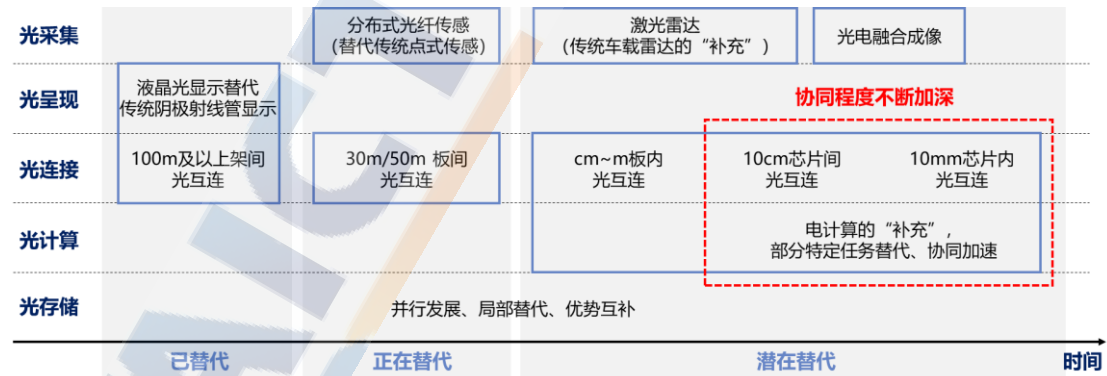 光采集
分布式光纤传感
(替代传统点式传感)
激光雷达
(传统车载雷达的“补充”)
光电融合成像
光呈现
液晶光显示替代
传统阴极射线管显示
协同程度不断加深
光连接
100m及以上架间
光互连
30m/50m 板间
光互连
cm~m板内
光互连
10cm芯片间
光互连
10mm芯片内
光互连
光计算
电计算的“补充”,
部分特定任务替代、协同加速
光存储
并行发展、局部替代、优势互补
已替代
正在替代
潜在替代
时间